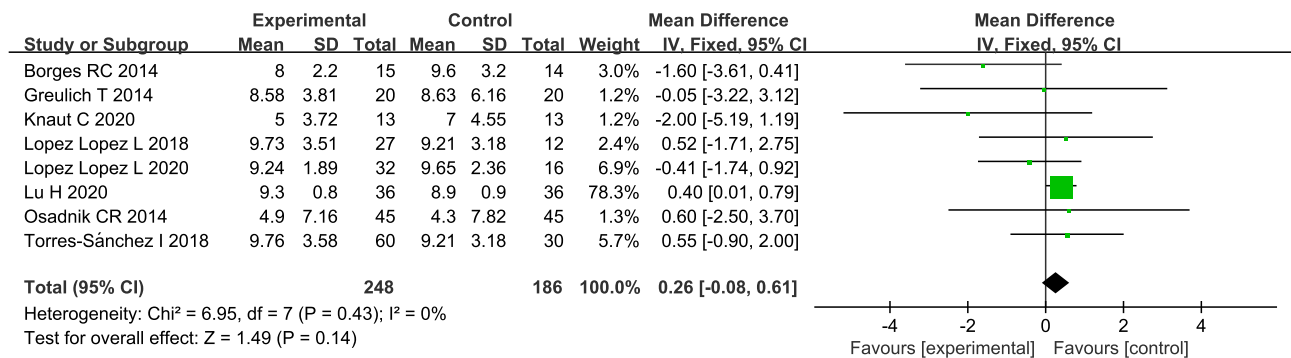 Experimental Control Mean Difference Mean Difference
Study or Subgroup Mean SD Total Mean SD Total Weight IV, Fixed, 95% CI IV, Fixed, 95% CI
Borges RC 2014 8 2.2 15 9.6 3.2 14 3.0% -1.60 [-3.61, 0.41]
Greulich T 2014 8.58 3.81 20 8.63 6.16 20 1.2% -0.05 [-3.22, 3.12]
Knaut C 2020 5 3.72 13 7 4.55 13 1.2% -2.00 [-5.19, 1.19]
Lopez Lopez L 2018 9.73 3.51 27 9.21 3.18 12 2.4% 0.52 [-1.71, 2.75]
Lopez Lopez L 2020 9.24 1.89 32 9.65 2.36 16 6.9% -0.41 [-1.74, 0.92]
Lu H 2020 9.3 0.8 36 8.9 0.9 36 78.3% 0.40 [0.01, 0.79]
Osadnik CR 2014 4.9 7.16 45 4.3 7.82 45 1.3% 0.60 [-2.50, 3.70]
Torres-Sánchez I 2018 9.76 3.58 60 9.21 3.18 30 5.7% 0.55 [-0.90, 2.00]
Total (95% CI) 248 186 100.0% 0.26 [-0.08, 0.61]
Heterogeneity: Chi² = 6.95, df = 7 (P = 0.43); I² = 0%
Test for overall effect: Z = 1.49 (P = 0.14)
-4 -2 0 2 4
Favours [experimental] Favours [control]